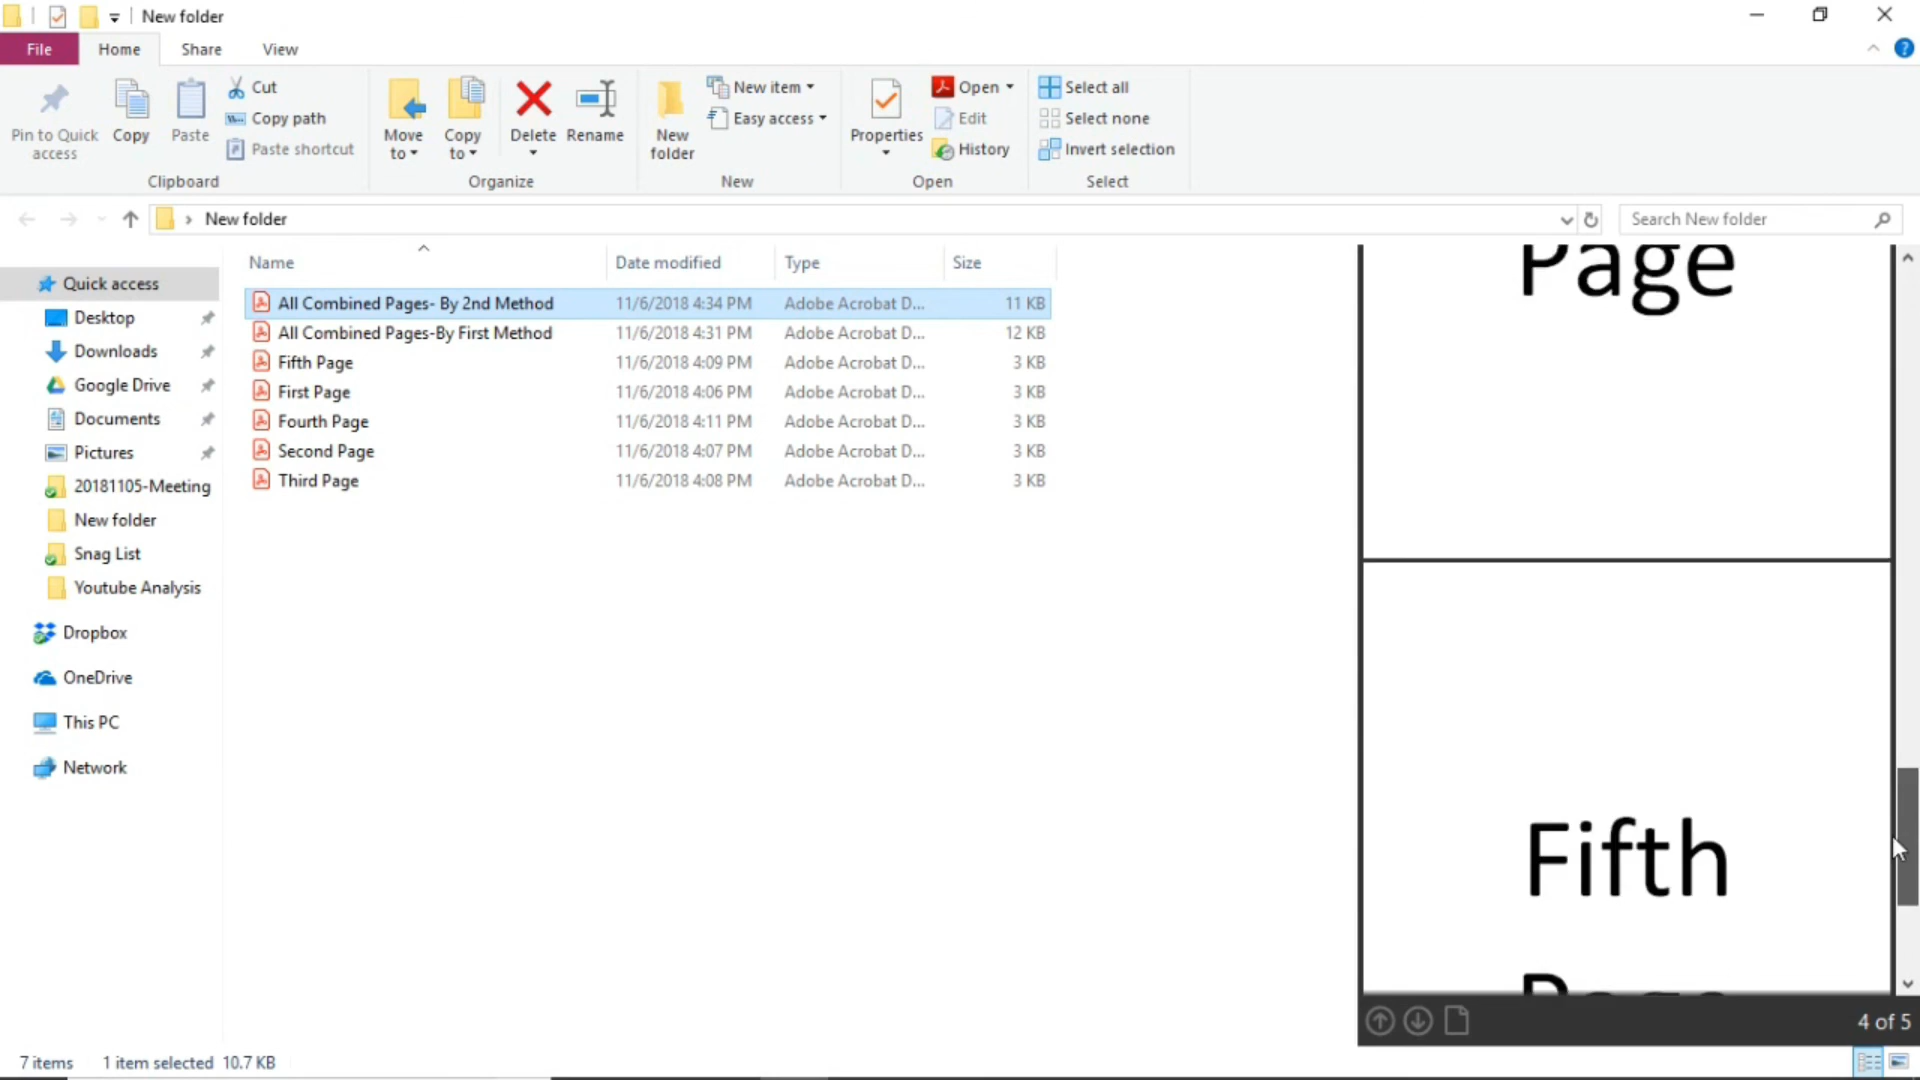 New folder
File Home Share View
Pin to Quick access
Copy
Paste
Cut
Copy path
Paste shortcut
Clipboard
Move to
Copy to
Delete
Rename
Organize
New folder
New item
Easy access
New
Properties
Open
Edit
History
Open
Select all
Select none
Invert selection
Select
New folder
Search New folder
Quick access
Desktop
Downloads
Google Drive
Documents
Pictures
20181105-Meeting
New folder
Snag List
Youtube Analysis
Dropbox
OneDrive
This PC
Network
Name Date modified Type Size
All Combined Pages- By 2nd Method 11/6/2018 4:34 PM Adobe Acrobat D... 11 KB
All Combined Pages-By First Method 11/6/2018 4:31 PM Adobe Acrobat D... 12 KB
Fifth Page 11/6/2018 4:09 PM Adobe Acrobat D... 3 KB
First Page 11/6/2018 4:06 PM Adobe Acrobat D... 3 KB
Fourth Page 11/6/2018 4:11 PM Adobe Acrobat D... 3 KB
Second Page 11/6/2018 4:07 PM Adobe Acrobat D... 3 KB
Third Page 11/6/2018 4:08 PM Adobe Acrobat D... 3 KB
Page
Fifth
Page
4 of 5
7 items 1 item selected 10.7 KB